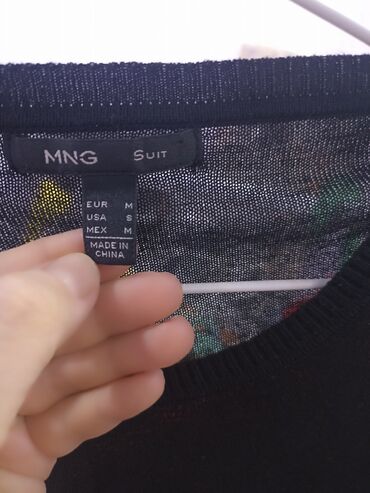 MNG SUIT
EUR M
USA S
MEX M
MADE IN
CHINA